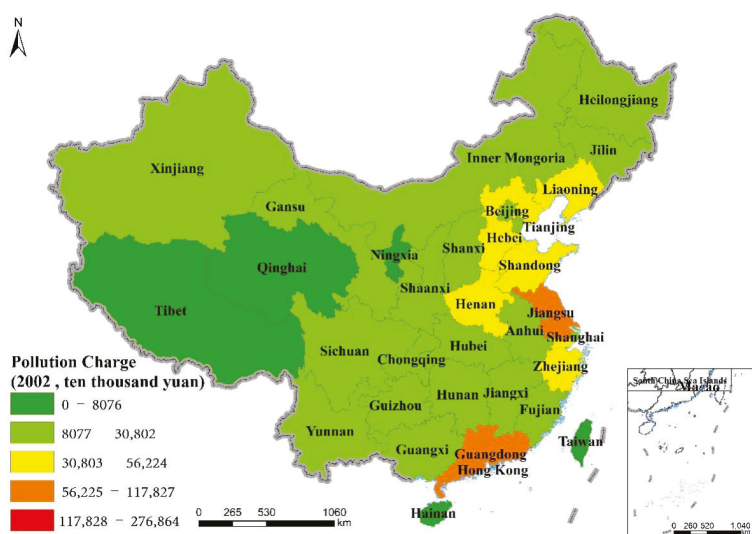 N
Heilongjiang
Jilin
Inner Mongoria
Xinjiang
Liaoning
Gansu
Beijing
Tianjing
Hebei
Ningxia
Shanxi
Qinghai
Shandong
Shaanxi
Henan
Tibet
Jiangsu
Anhui
Shanghai
Hubei
Sichuan
Chongqing
Zhejiang
Pollution Charge
(2002 , ten thousand yuan)
0 – 8076
8077 30,802
30,803 56,224
56,225 – 117,827
117,828 – 276,864
Hunan
Jiangxi
Guizhou
Fujian
Yunnan
Guangxi
Guangdong
Hong Kong
Taiwan
Hainan
0 265 530 1060
km
South China Sea Islands
Macao
0 260 520 1,040
km